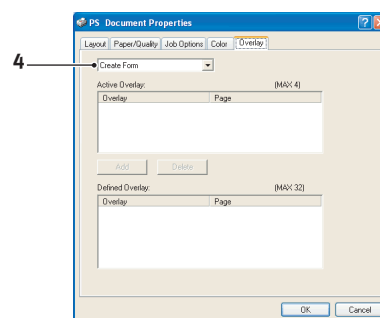 PS Document Properties
Layout Paper/Quality Job Options Color Overlay
4
Create Form
Active Overlay: (MAX 4)
Overlay Page
Add Delete
Defined Overlay: (MAX 32)
Overlay Page
OK Cancel